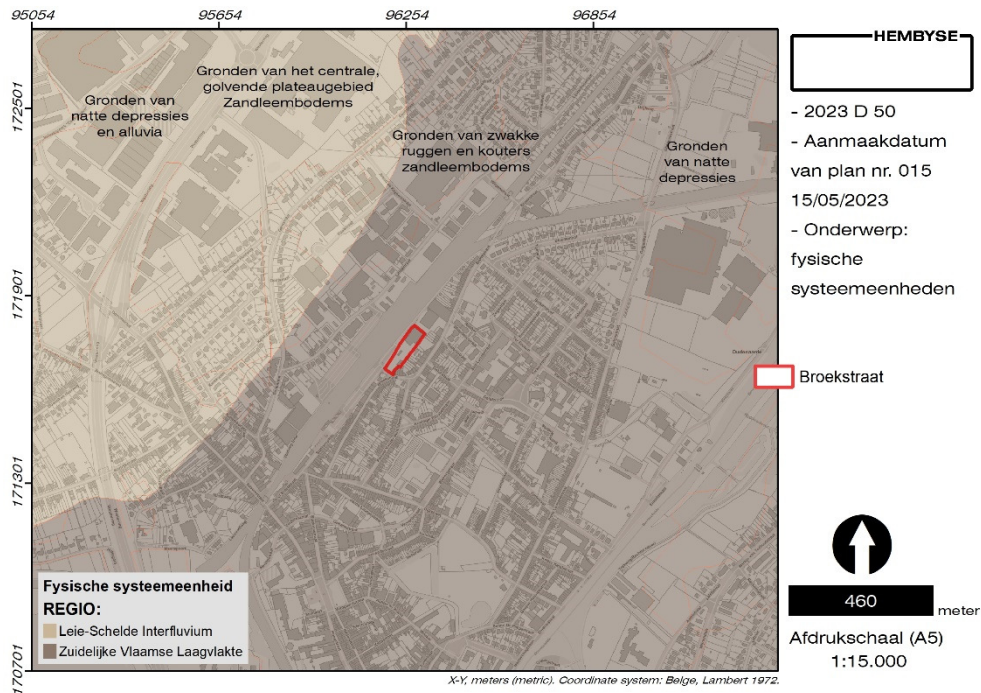 95054
95654
96254
96854
172501
171901
171301
170701
Gronden van
natte depressies
en alluvia
Gronden van het centrale,
golvende plateaugebied
Zandleembodems
Gronden van zwakke
ruggen en kouters
zandleembodems
Gronden
van natte
depressies
Fysische systeemeenheid
REGIO:
Leie-Schelde Interfluvium
Zuidelijke Vlaamse Laagvlakte
X-Y, meters (metric). Coordinate system: Belge, Lambert 1972.
HEMBYSE
- 2023 D 50
- Aanmaakdatum
van plan nr. 015
15/05/2023
- Onderwerp:
fysische
systeemeenheden
Broekstraat
460
meter
Afdrukschaal (A5)
1:15.000